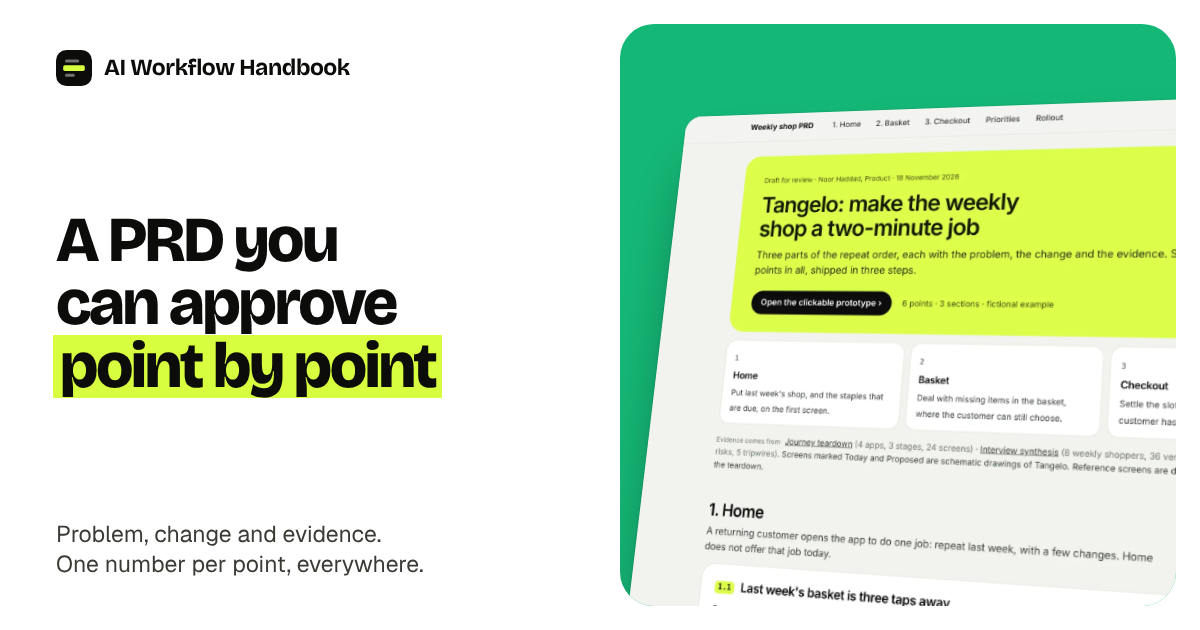 AI Workflow Handbook
A PRD you
can approve
point by point
Problem, change and evidence.
One number per point, everywhere.
Weekly shop PRD
1. Home
2. Basket
3. Checkout
Priorities
Rollout
Draft for review · Noor Haddad, Product · 18 November 2026
Tangelo: make the weekly
shop a two-minute job
Three parts of the repeat order, each with the problem, the change and the evidence.
points in all, shipped in three steps.
Open the clickable prototype ›
6 points · 3 sections · fictional example
1
Home
Put last week's shop, and the staples that
are due, on the first screen.
2
Basket
Deal with missing items in the basket,
where the customer can still choose.
3
Checkout
Settle the
customer has
Evidence comes from Journey teardown (4 apps, 3 stages, 24 screens) · Interview synthesis (8 weekly shoppers, 36
risks, 5 tripwires). Screens marked Today and Proposed are schematic drawings of Tangelo. Reference screens are
the teardown.
1. Home
A returning customer opens the app to do one job: repeat last week, with a few changes. Home
does not offer that job today.
1.1 Last week's basket is three taps away